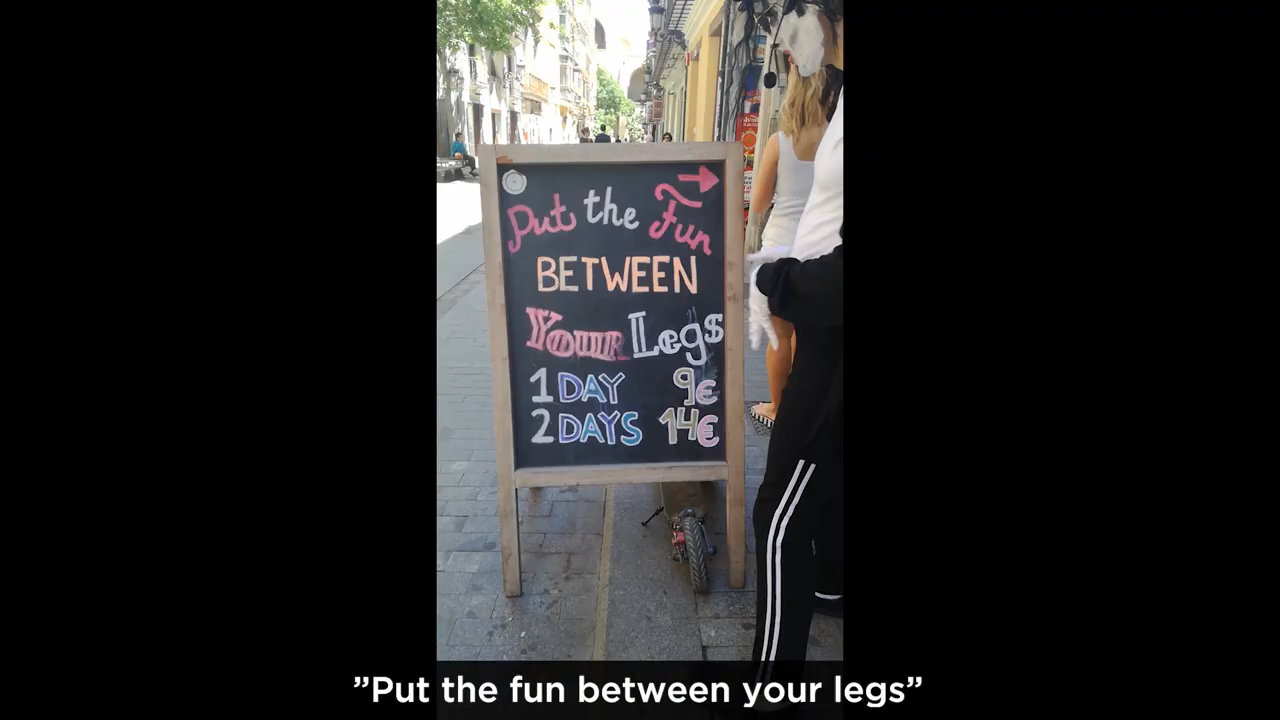 Put the Fun
BETWEEN
Your Legs
1 DAY 9€
2 DAYS 14€
”Put the fun between your legs”